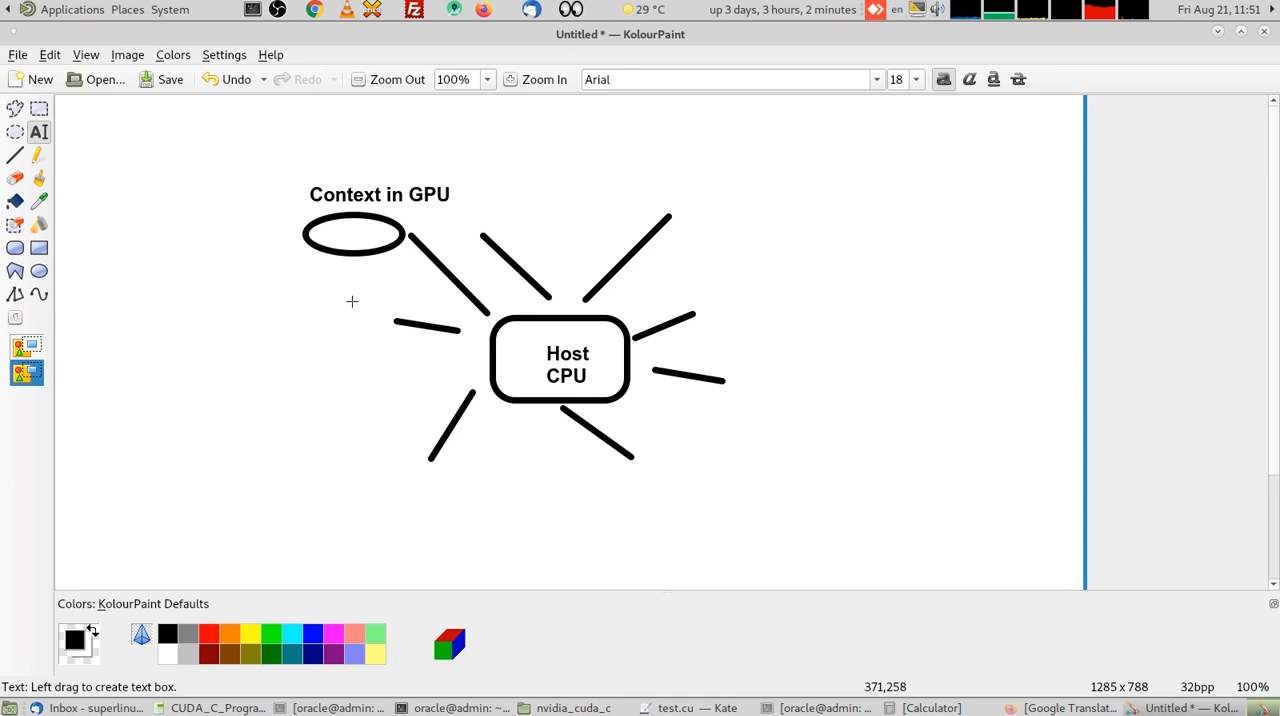 Applications Places System
29 °C
up 3 days, 3 hours, 2 minutes
en
Fri Aug 21, 11:51
Untitled * — KolourPaint
File Edit View Image Colors Settings Help
New Open... Save Undo Redo Zoom Out 100% Zoom In Arial 18
Context in GPU
Host
CPU
Colors: KolourPaint Defaults
Text: Left drag to create text box.
371,258
1285 x 788
32bpp
100%
Inbox - superlinu... CUDA_C_Progra... [oracle@admin: ... oracle@admin: ~... nvidia_cuda_c test.cu — Kate [oracle@admin: ... [Calculator] [Google Translat... Untitled * — Kol...